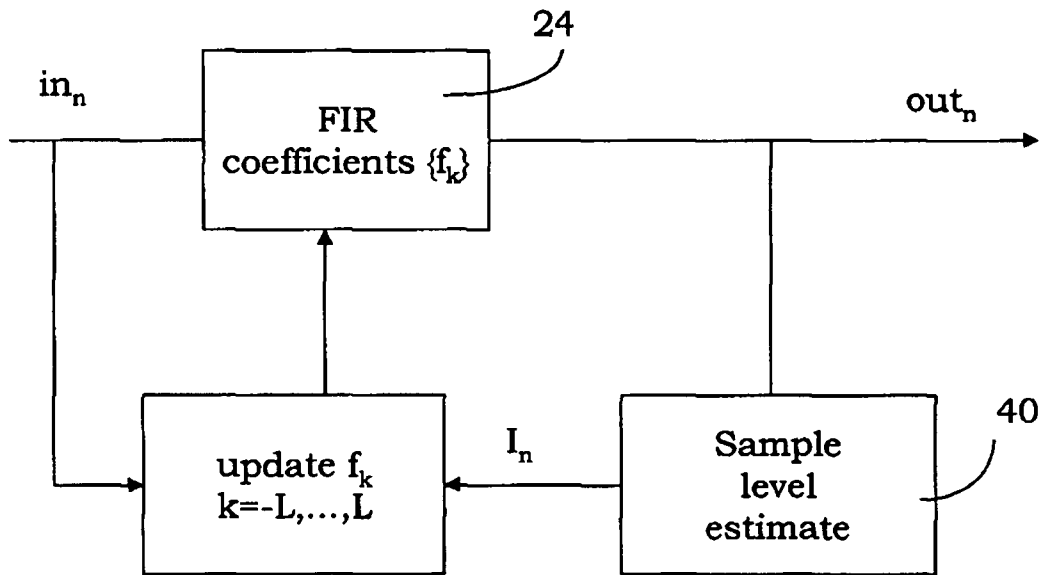 24
in_n
out_n
FIR
coefficients {f_k}
I_n
40
update f_k
k=-L,...,L
Sample
level
estimate